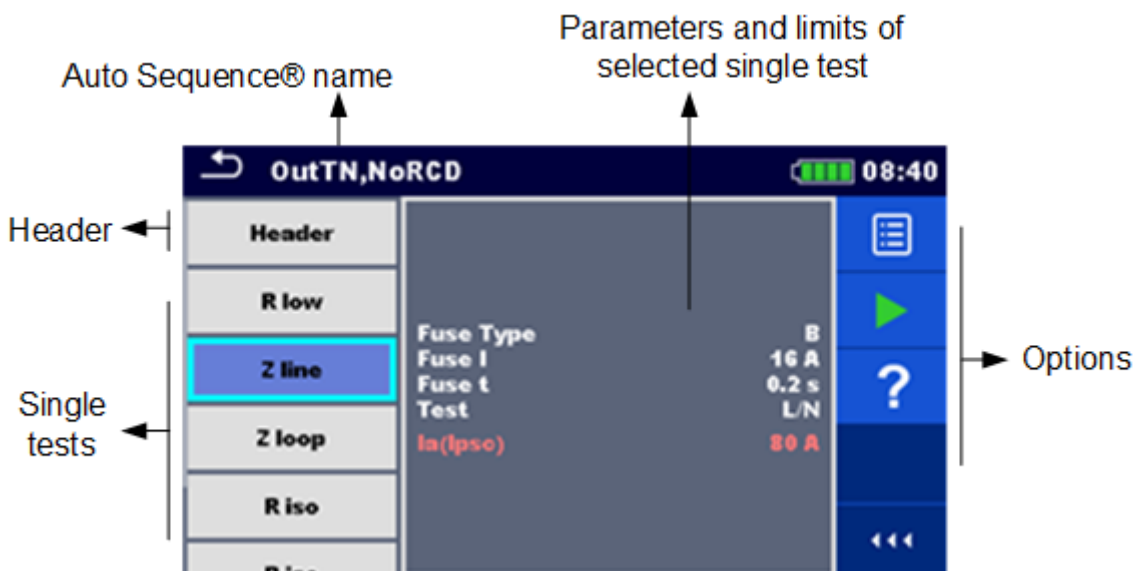 Parameters and limits of
selected single test
Auto Sequence® name
OutTN,NoRCD
08:40
Header
Header
R low
Z line
Z loop
R iso
Single
tests
Fuse Type B
Fuse I 16 A
Fuse t 0.2 s
Test L/N
Ia(Ipsc) 80 A
?
Options